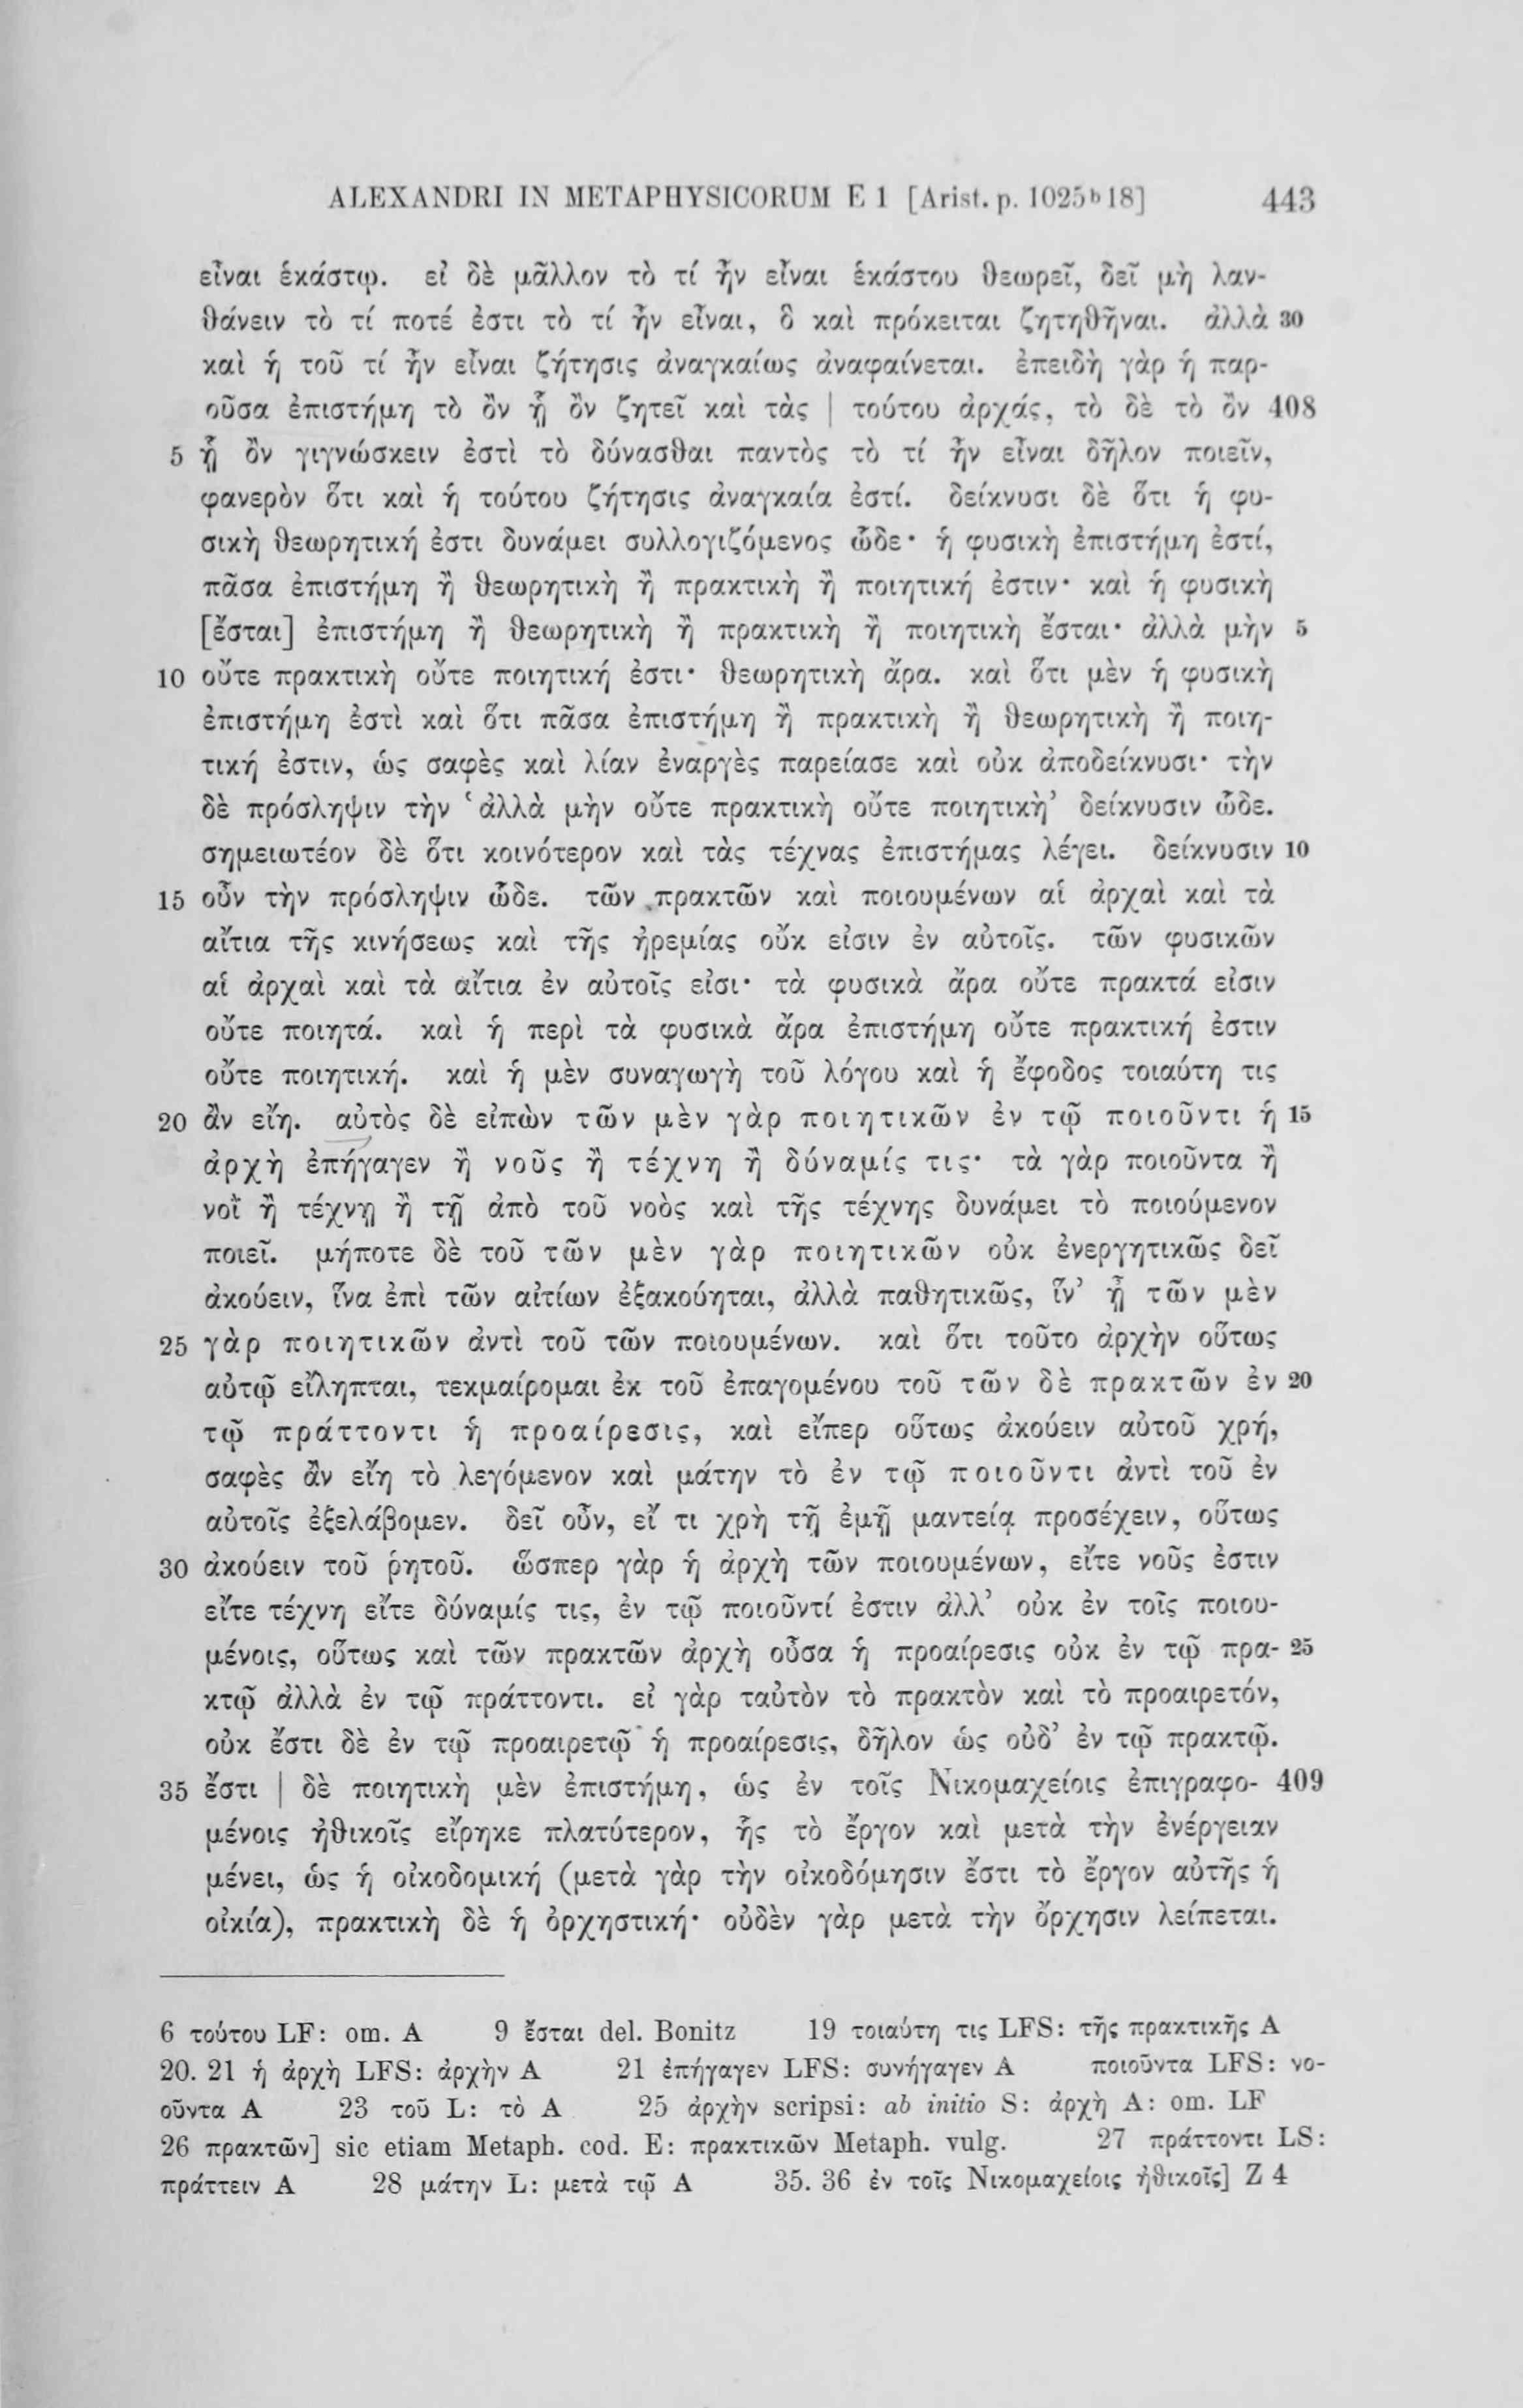 ALEXANDRI IN METAPHYSICORUM E 1 [Arist. p. 1025ᵇ18] 443
εἶναι ἑκάστῳ. εἰ δὲ μᾶλλον τὸ τί ἦν εἶναι ἑκάστου θεωρεῖ, δεῖ μὴ λαν-
θάνειν τὸ τί ποτέ ἐστι τὸ τί ἦν εἶναι, ὃ καὶ πρόκειται ζητηθῆναι. ἀλλὰ 30
καὶ ἡ τοῦ τί ἦν εἶναι ζήτησις ἀναγκαίως ἀναφαίνεται. ἐπειδὴ γὰρ ἡ παρ-
οῦσα ἐπιστήμη τὸ ὂν ᾗ ὂν ζητεῖ καὶ τὰς | τούτου ἀρχάς, τὸ δὲ τὸ ὂν 408
5 ᾗ ὂν γιγνώσκειν ἐστὶ τὸ δύνασθαι παντὸς τὸ τί ἦν εἶναι δῆλον ποιεῖν,
φανερὸν ὅτι καὶ ἡ τούτου ζήτησις ἀναγκαία ἐστί. δείκνυσι δὲ ὅτι ἡ φυ-
σικὴ θεωρητική ἐστι δυνάμει συλλογιζόμενος ὧδε· ἡ φυσικὴ ἐπιστήμη ἐστί,
πᾶσα ἐπιστήμη ἢ θεωρητικὴ ἢ πρακτικὴ ἢ ποιητική ἐστιν· καὶ ἡ φυσικὴ
[ἔσται] ἐπιστήμη ἢ θεωρητικὴ ἢ πρακτικὴ ἢ ποιητικὴ ἔσται· ἀλλὰ μὴν 5
10 οὔτε πρακτικὴ οὔτε ποιητική ἐστι· θεωρητικὴ ἄρα. καὶ ὅτι μὲν ἡ φυσικὴ
ἐπιστήμη ἐστὶ καὶ ὅτι πᾶσα ἐπιστήμη ἢ πρακτικὴ ἢ θεωρητικὴ ἢ ποιη-
τική ἐστιν, ὡς σαφὲς καὶ λίαν ἐναργὲς παρείασε καὶ οὐκ ἀποδείκνυσι· τὴν
δὲ πρόσληψιν τὴν ‘ἀλλὰ μὴν οὔτε πρακτικὴ οὔτε ποιητικὴ’ δείκνυσιν ὧδε.
σημειωτέον δὲ ὅτι κοινότερον καὶ τὰς τέχνας ἐπιστήμας λέγει. δείκνυσιν 10
15 οὖν τὴν πρόσληψιν ὧδε. τῶν πρακτῶν καὶ ποιουμένων αἱ ἀρχαὶ καὶ τὰ
αἴτια τῆς κινήσεως καὶ τῆς ἠρεμίας οὔκ εἰσιν ἐν αὐτοῖς. τῶν φυσικῶν
αἱ ἀρχαὶ καὶ τὰ αἴτια ἐν αὐτοῖς εἰσι· τὰ φυσικὰ ἄρα οὔτε πρακτά εἰσιν
οὔτε ποιητά. καὶ ἡ περὶ τὰ φυσικὰ ἄρα ἐπιστήμη οὔτε πρακτική ἐστιν
οὔτε ποιητική. καὶ ἡ μὲν συναγωγὴ τοῦ λόγου καὶ ἡ ἔφοδος τοιαύτη τις
20 ἂν εἴη. αὐτὸς δὲ εἰπὼν τῶν μὲν γὰρ ποιητικῶν ἐν τῷ ποιοῦντι ἡ 15
ἀρχὴ ἐπήγαγεν ἢ νοῦς ἢ τέχνη ἢ δύναμίς τις· τὰ γὰρ ποιοῦντα ἢ
νοῒ ἢ τέχνῃ ἢ τῇ ἀπὸ τοῦ νοὸς καὶ τῆς τέχνης δυνάμει τὸ ποιούμενον
ποιεῖ. μήποτε δὲ τοῦ τῶν μὲν γὰρ ποιητικῶν οὐκ ἐνεργητικῶς δεῖ
ἀκούειν, ἵνα ἐπὶ τῶν αἰτίων ἐξακούηται, ἀλλὰ παθητικῶς, ἵν’ ᾖ τῶν μὲν
25 γὰρ ποιητικῶν ἀντὶ τοῦ τῶν ποιουμένων. καὶ ὅτι τοῦτο ἀρχὴν οὕτως
αὐτῷ εἴληπται, τεκμαίρομαι ἐκ τοῦ ἐπαγομένου τοῦ τῶν δὲ πρακτῶν ἐν 20
τῷ πράττοντι ἡ προαίρεσις, καὶ εἴπερ οὕτως ἀκούειν αὐτοῦ χρή,
σαφὲς ἂν εἴη τὸ λεγόμενον καὶ μάτην τὸ ἐν τῷ ποιοῦντι ἀντὶ τοῦ ἐν
αὐτοῖς ἐξελάβομεν. δεῖ οὖν, εἴ τι χρὴ τῇ ἐμῇ μαντείᾳ προσέχειν, οὕτως
30 ἀκούειν τοῦ ῥητοῦ. ὥσπερ γὰρ ἡ ἀρχὴ τῶν ποιουμένων, εἴτε νοῦς ἐστιν
εἴτε τέχνη εἴτε δύναμίς τις, ἐν τῷ ποιοῦντί ἐστιν ἀλλ’ οὐκ ἐν τοῖς ποιου-
μένοις, οὕτως καὶ τῶν πρακτῶν ἀρχὴ οὖσα ἡ προαίρεσις οὐκ ἐν τῷ πρα- 25
κτῷ ἀλλὰ ἐν τῷ πράττοντι. εἰ γὰρ ταὐτὸν τὸ πρακτὸν καὶ τὸ προαιρετόν,
οὐκ ἔστι δὲ ἐν τῷ προαιρετῷ ἡ προαίρεσις, δῆλον ὡς οὐδ’ ἐν τῷ πρακτῷ.
35 ἔστι | δὲ ποιητικὴ μὲν ἐπιστήμη, ὡς ἐν τοῖς Νικομαχείοις ἐπιγραφο- 409
μένοις ἠθικοῖς εἴρηκε πλατύτερον, ἧς τὸ ἔργον καὶ μετὰ τὴν ἐνέργειαν
μένει, ὡς ἡ οἰκοδομική (μετὰ γὰρ τὴν οἰκοδόμησιν ἔστι τὸ ἔργον αὐτῆς ἡ
οἰκία), πρακτικὴ δὲ ἡ ὀρχηστική· οὐδὲν γὰρ μετὰ τὴν ὄρχησιν λείπεται.
6 τούτου LF: om. A 9 ἔσται del. Bonitz 19 τοιαύτη τις LFS: τῆς πρακτικῆς A
20. 21 ἡ ἀρχὴ LFS: ἀρχὴν A 21 ἐπήγαγεν LFS: συνήγαγεν A ποιοῦντα LFS: νο-
οῦντα A 23 τοῦ L: τὸ A 25 ἀρχὴν scripsi: ab initio S: ἀρχὴ A: om. LF
26 πρακτῶν] sic etiam Metaph. cod. E: πρακτικῶν Metaph. vulg. 27 πράττοντι LS:
πράττειν A 28 μάτην L: μετὰ τῷ A 35. 36 ἐν τοῖς Νικομαχείοις ἠθικοῖς] Z 4